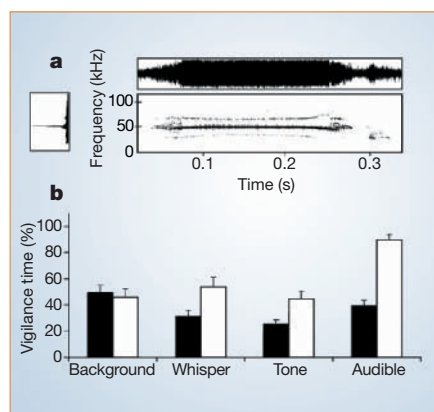 a
Frequency (kHz)
100
50
0
0.1 0.2 0.3
Time (s)
b
Vigilance time (%)
100
80
60
40
20
0
Background Whisper Tone Audible